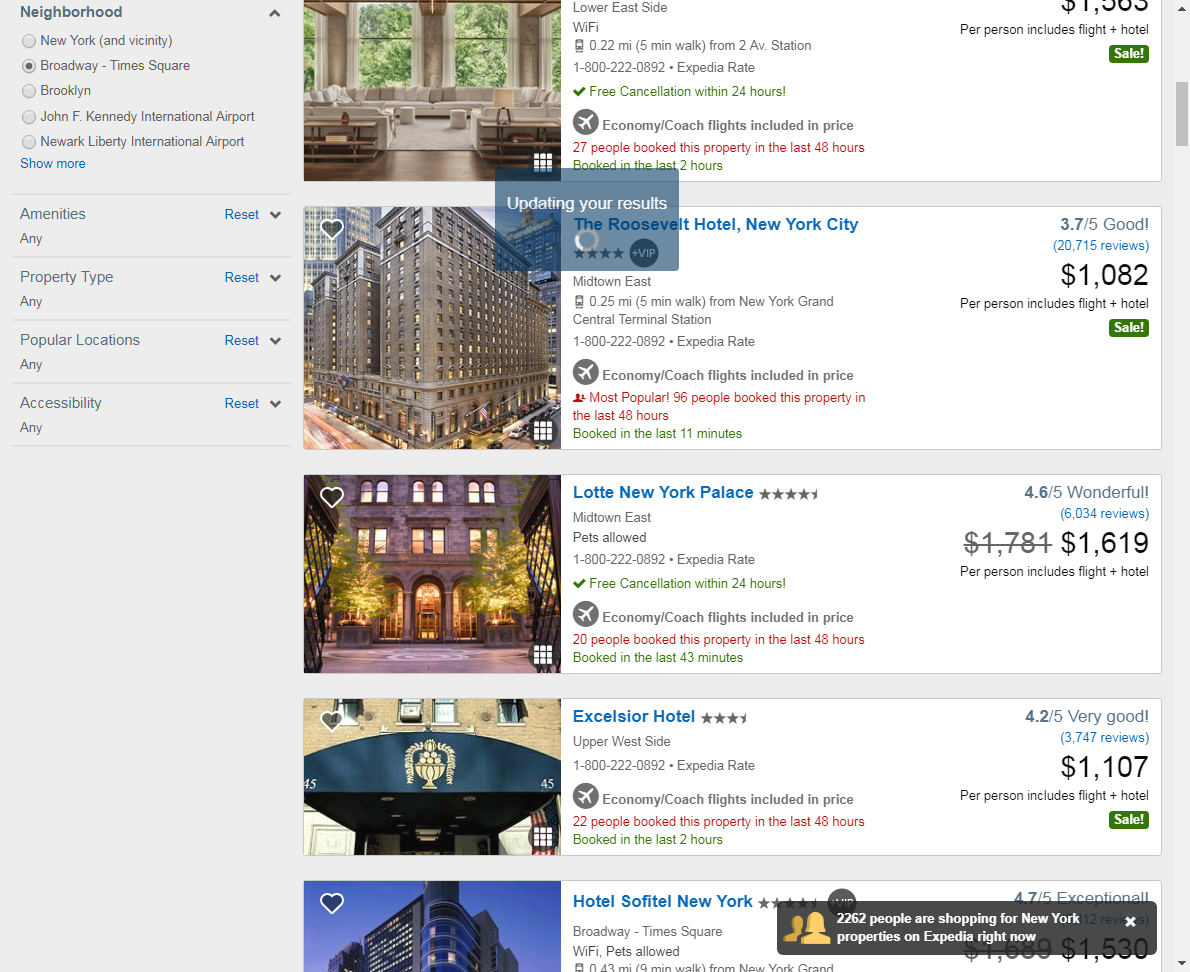 Neighborhood
New York (and vicinity)
Broadway - Times Square
Brooklyn
John F. Kennedy International Airport
Newark Liberty International Airport
Show more
Amenities
Reset
Any
Property Type
Reset
Any
Popular Locations
Reset
Any
Accessibility
Reset
Any
Lower East Side
WiFi
0.22 mi (5 min walk) from 2 Av. Station
1-800-222-0892 • Expedia Rate
Free Cancellation within 24 hours!
Economy/Coach flights included in price
27 people booked this property in the last 48 hours
Booked in the last 2 hours
$1,563
Per person includes flight + hotel
Sale!
Updating your results
The Roosevelt Hotel, New York City
+VIP
Midtown East
0.25 mi (5 min walk) from New York Grand
Central Terminal Station
1-800-222-0892 • Expedia Rate
Economy/Coach flights included in price
Most Popular! 96 people booked this property in
the last 48 hours
Booked in the last 11 minutes
3.7/5 Good!
(20,715 reviews)
$1,082
Per person includes flight + hotel
Sale!
Lotte New York Palace
Midtown East
Pets allowed
1-800-222-0892 • Expedia Rate
Free Cancellation within 24 hours!
Economy/Coach flights included in price
20 people booked this property in the last 48 hours
Booked in the last 43 minutes
4.6/5 Wonderful!
(6,034 reviews)
$1,781 $1,619
Per person includes flight + hotel
45
45
Excelsior Hotel
Upper West Side
1-800-222-0892 • Expedia Rate
Economy/Coach flights included in price
22 people booked this property in the last 48 hours
Booked in the last 2 hours
4.2/5 Very good!
(3,747 reviews)
$1,107
Per person includes flight + hotel
Sale!
Hotel Sofitel New York
+VIP
Broadway - Times Square
WiFi, Pets allowed
0.43 mi (9 min walk) from New York Grand
4.7/5 Exceptional!
reviews)
$1,689 $1,530
2262 people are shopping for New York
properties on Expedia right now